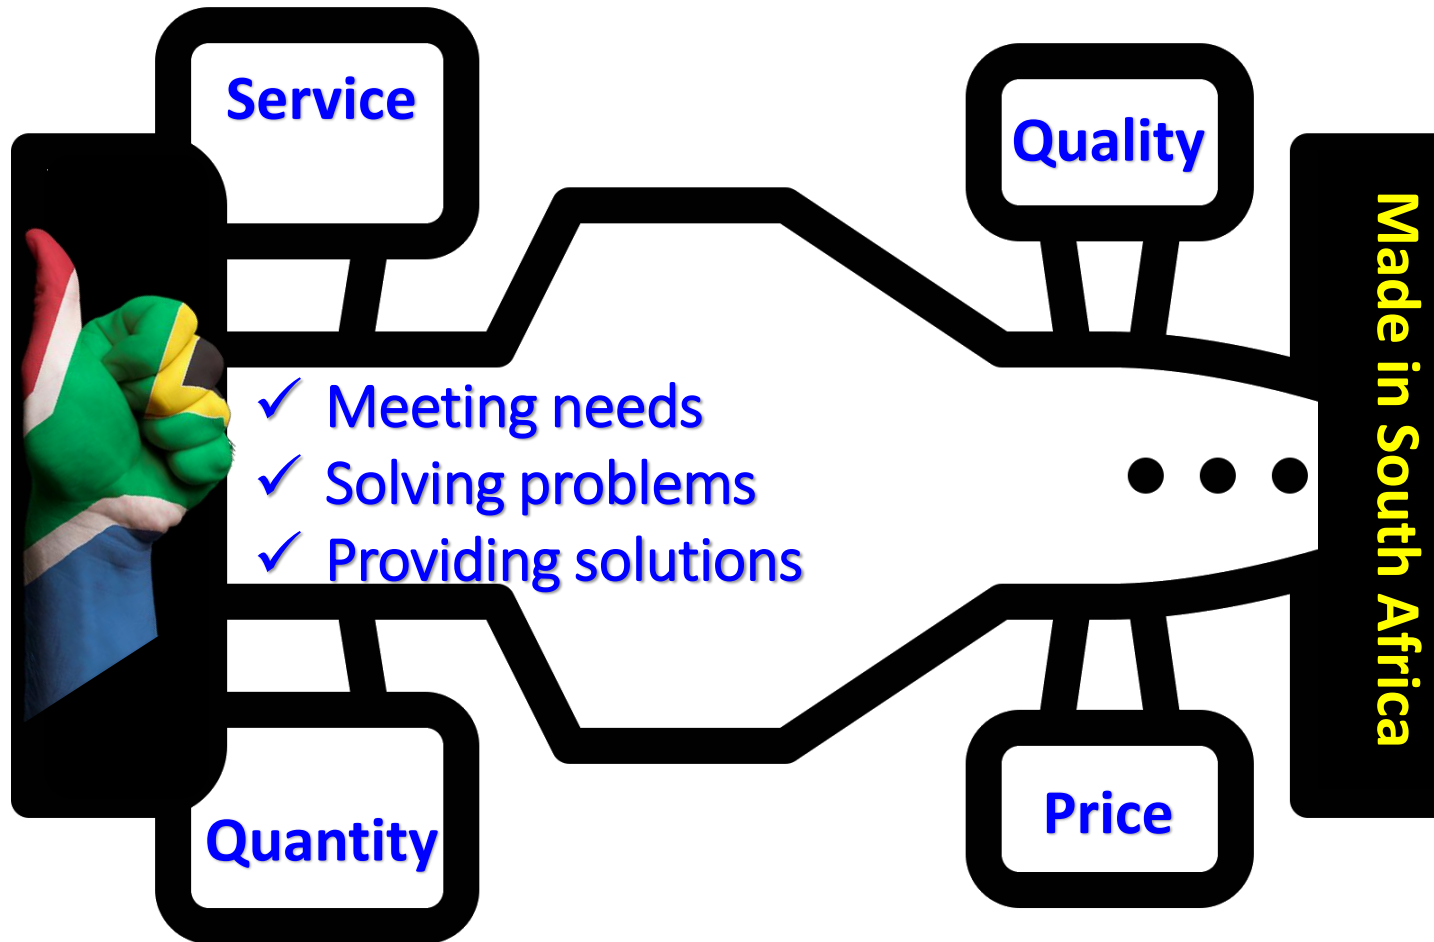 Service
Quality
✓ Meeting needs
✓ Solving problems
✓ Providing solutions
Quantity
Price
Made in South Africa